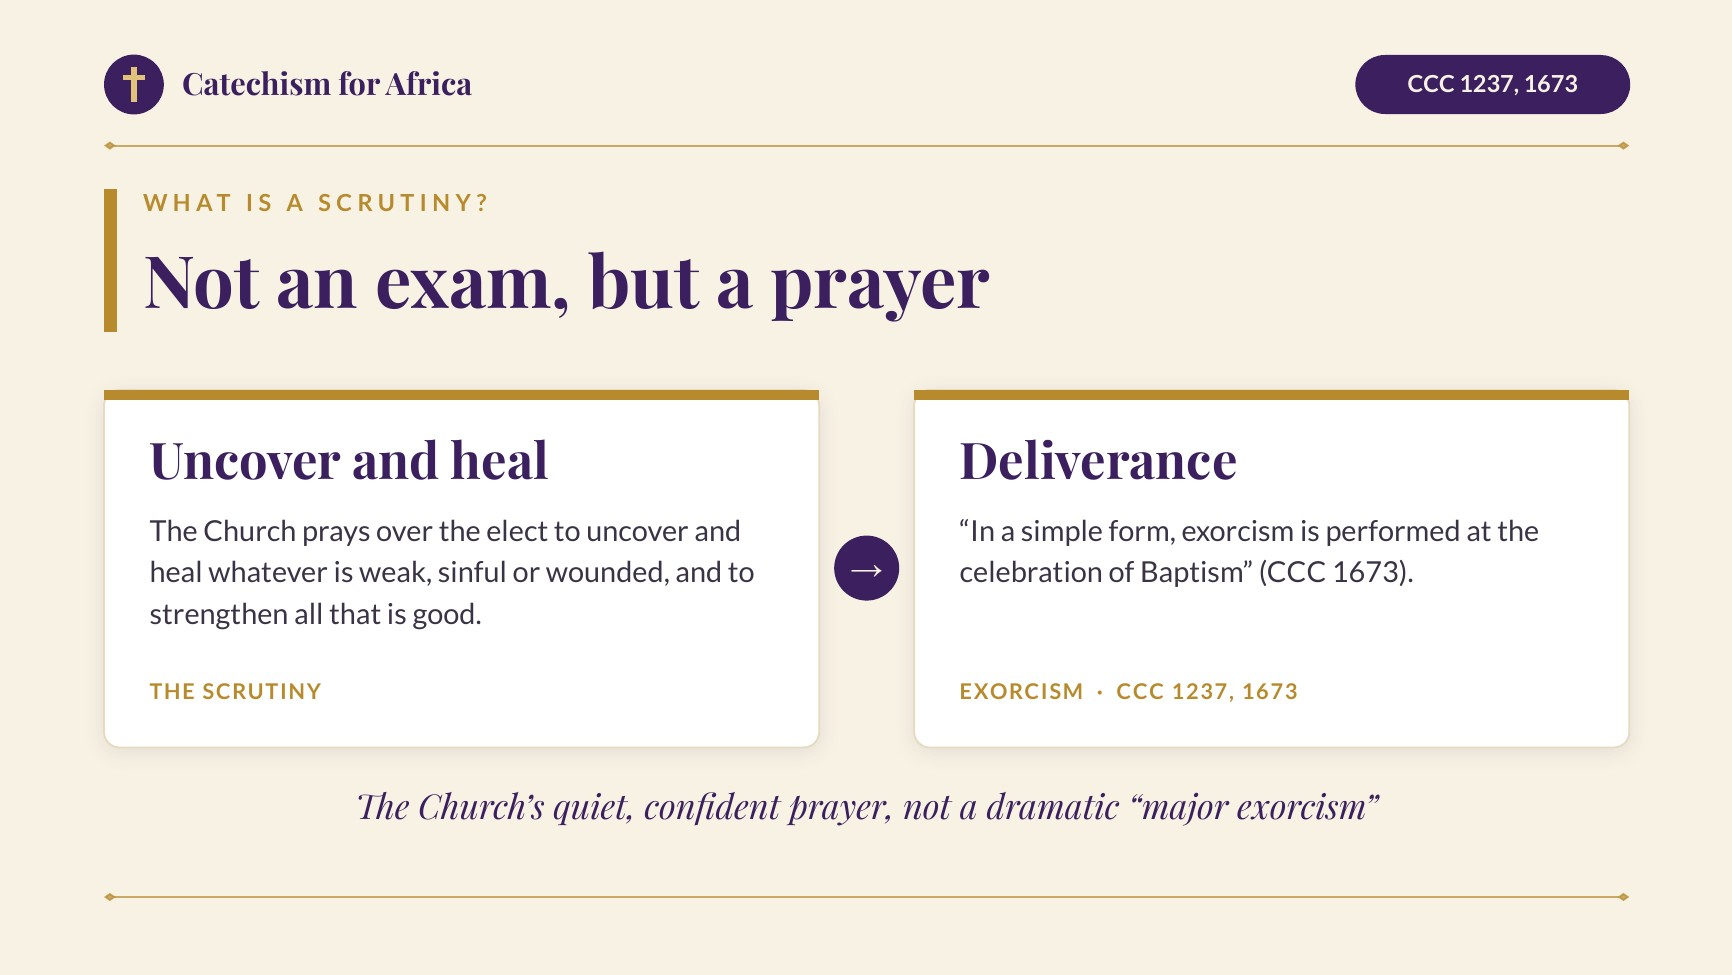 Catechism for Africa
CCC 1237, 1673
WHAT IS A SCRUTINY?
Not an exam, but a prayer
Uncover and heal
The Church prays over the elect to uncover and
heal whatever is weak, sinful or wounded, and to
strengthen all that is good.
THE SCRUTINY
→
Deliverance
“In a simple form, exorcism is performed at the
celebration of Baptism” (CCC 1673).
EXORCISM · CCC 1237, 1673
The Church’s quiet, confident prayer, not a dramatic “major exorcism”